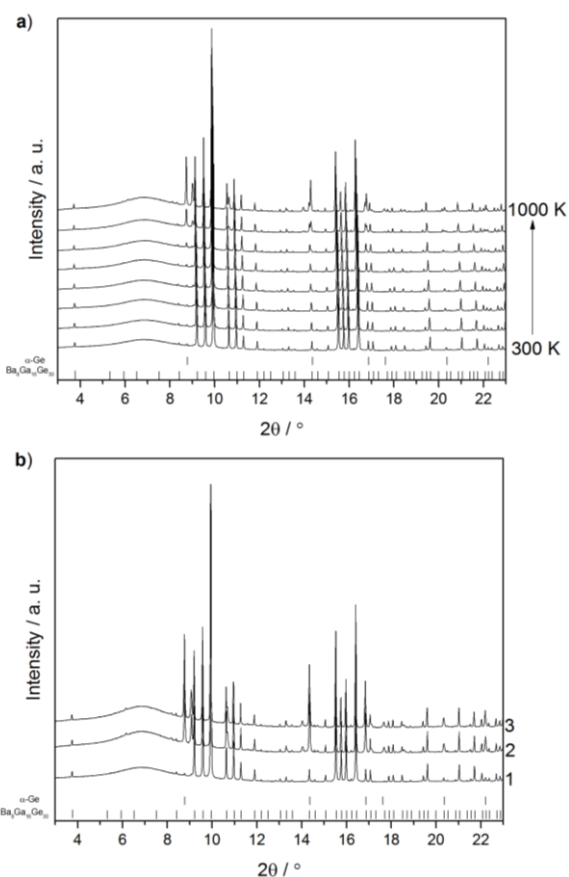 a)
Intensity / a. u.
1000 K
300 K
α-Ge
Ba₈Ga₁₆Ge₃₀
4 6 8 10 12 14 16 18 20 22
2θ / °
b)
Intensity / a. u.
3
2
1
α-Ge
Ba₈Ga₁₆Ge₃₀
4 6 8 10 12 14 16 18 20 22
2θ / °